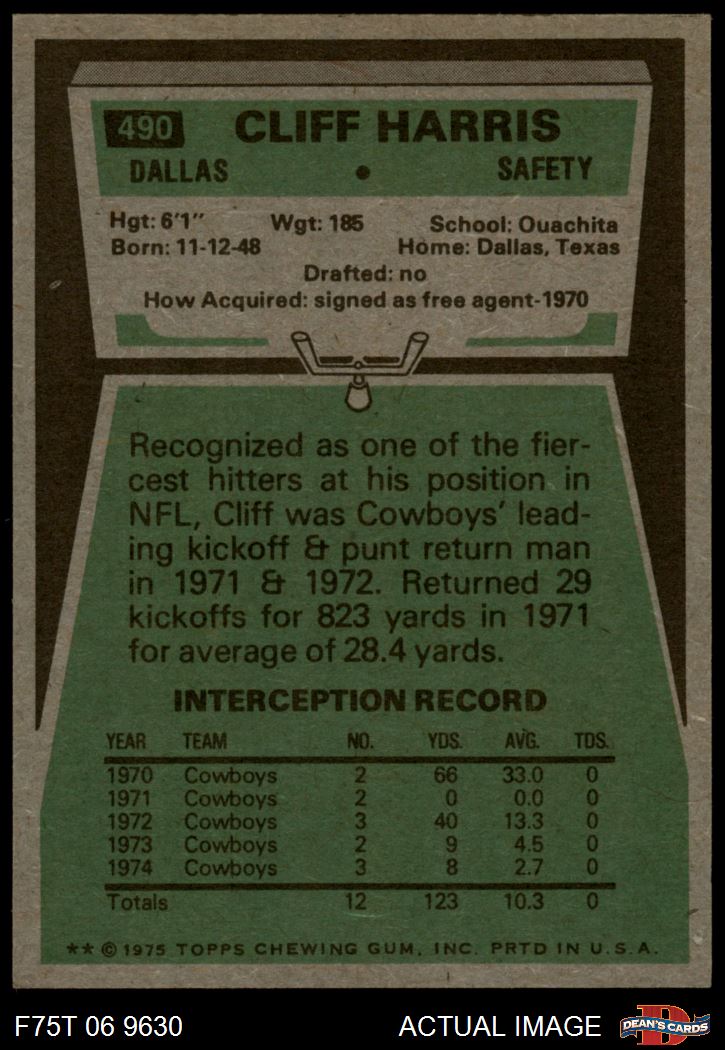 490 CLIFF HARRIS
DALLAS • SAFETY
Hgt: 6'1" Wgt: 185 School: Ouachita
Born: 11-12-48 Home: Dallas, Texas
Drafted: no
How Acquired: signed as free agent-1970
Recognized as one of the fier-
cest hitters at his position in
NFL, Cliff was Cowboys' lead-
ing kickoff & punt return man
in 1971 & 1972. Returned 29
kickoffs for 823 yards in 1971
for average of 28.4 yards.
INTERCEPTION RECORD
YEAR TEAM NO. YDS. AVG. TDS.
1970 Cowboys 2 66 33.0 0
1971 Cowboys 2 0 0.0 0
1972 Cowboys 3 40 13.3 0
1973 Cowboys 2 9 4.5 0
1974 Cowboys 3 8 2.7 0
Totals 12 123 10.3 0
** © 1975 TOPPS CHEWING GUM, INC. PRTD IN U.S.A.
F75T 06 9630 ACTUAL IMAGE D DEAN'S CARDS